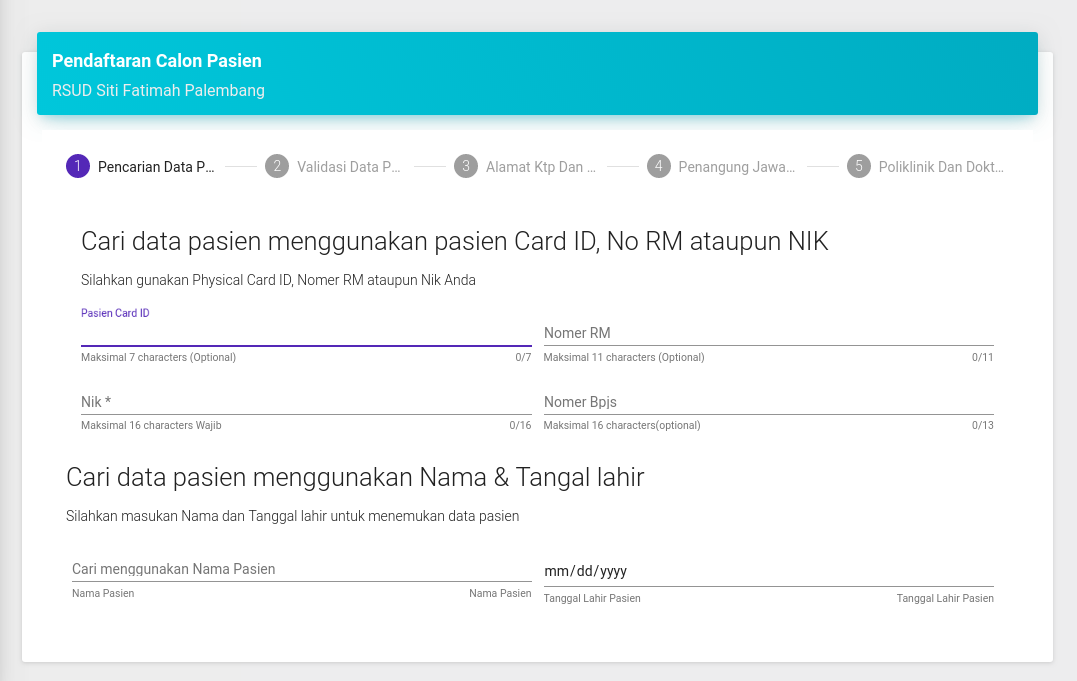 Pendaftaran Calon Pasien
RSUD Siti Fatimah Palembang
1 Pencarian Data P... 2 Validasi Data P... 3 Alamat Ktp Dan ... 4 Penangung Jawa... 5 Poliklinik Dan Dokt...
Cari data pasien menggunakan pasien Card ID, No RM ataupun NIK
Silahkan gunakan Physical Card ID, Nomer RM ataupun Nik Anda
Pasien Card ID
Nomer RM
Maksimal 7 characters (Optional) 0/7 Maksimal 11 characters (Optional) 0/11
Nik * Nomer Bpjs
Maksimal 16 characters Wajib 0/16 Maksimal 16 characters(optional) 0/13
Cari data pasien menggunakan Nama & Tangal lahir
Silahkan masukan Nama dan Tanggal lahir untuk menemukan data pasien
Cari menggunakan Nama Pasien mm/dd/yyyy
Nama Pasien Nama Pasien Tanggal Lahir Pasien Tanggal Lahir Pasien